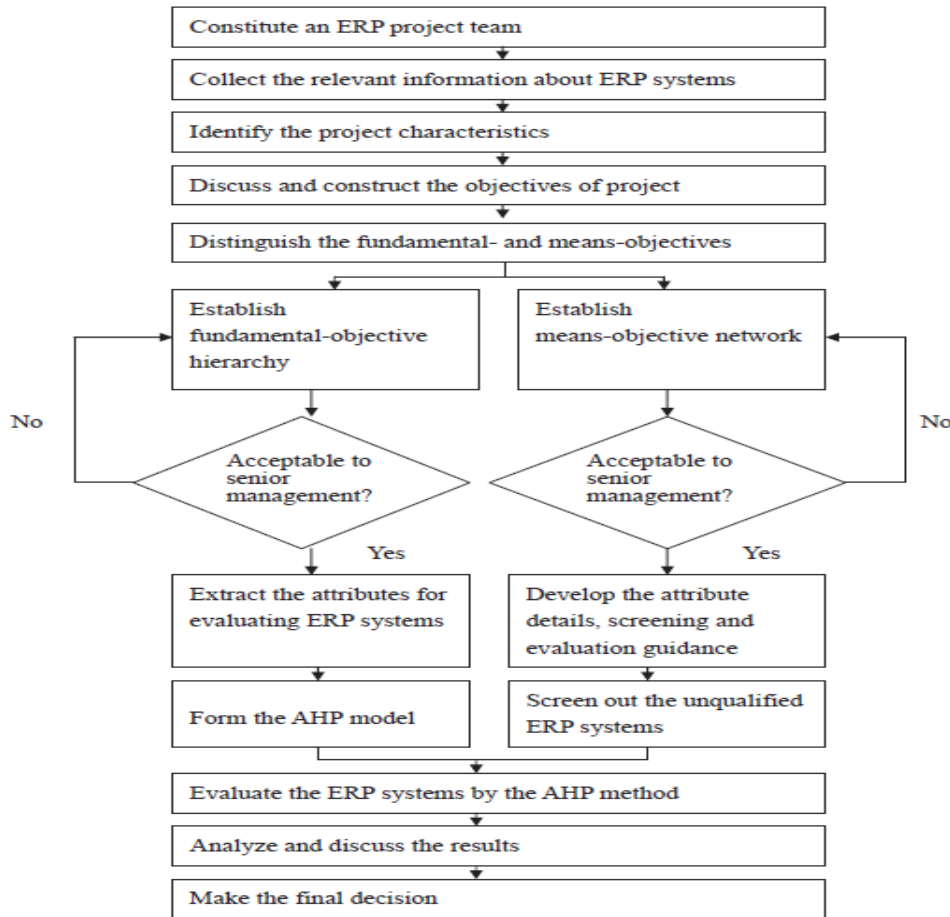 Constitute an ERP project team
Collect the relevant information about ERP systems
Identify the project characteristics
Discuss and construct the objectives of project
Distinguish the fundamental- and means-objectives
Establish
fundamental-objective
hierarchy
Establish
means-objective network
No
No
Acceptable to
senior
management?
Acceptable to
senior
management?
Yes
Yes
Extract the attributes for
evaluating ERP systems
Develop the attribute
details, screening and
evaluation guidance
Form the AHP model
Screen out the unqualified
ERP systems
Evaluate the ERP systems by the AHP method
Analyze and discuss the results
Make the final decision